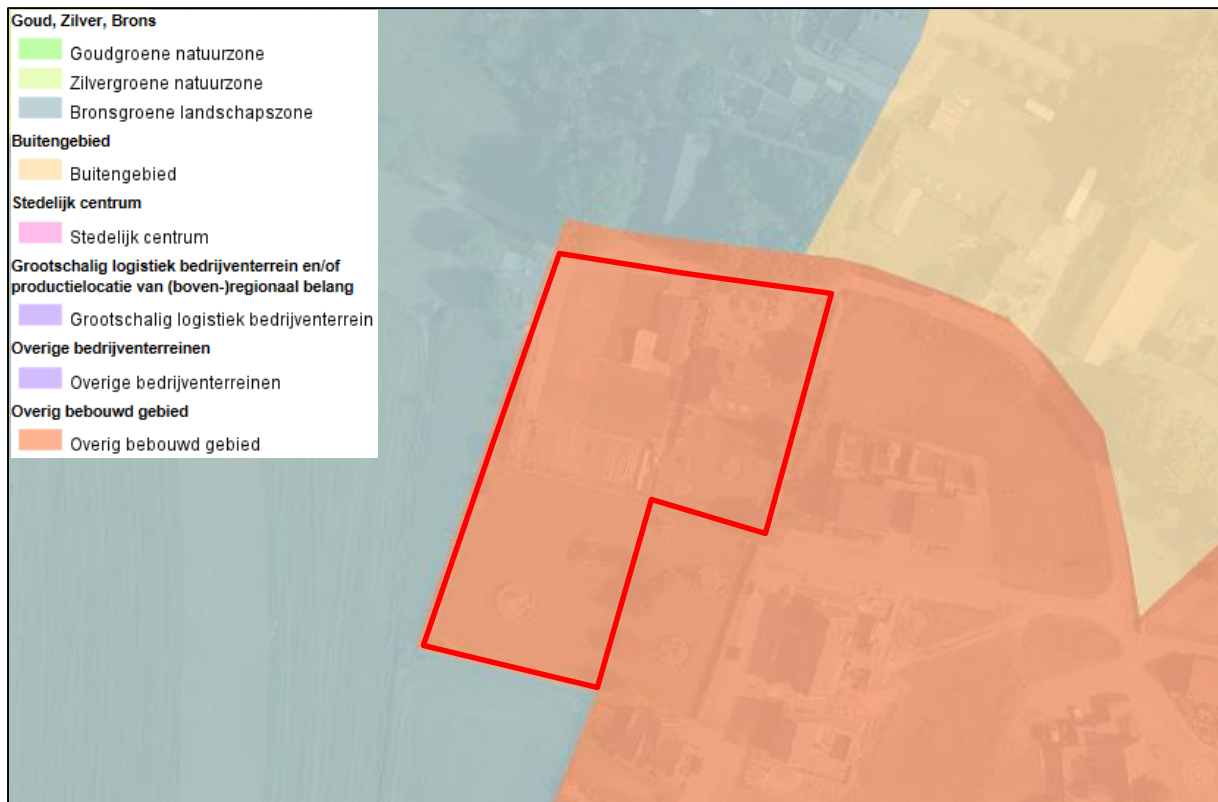 Goud, Zilver, Brons
Goudgroene natuurzone
Zilvergroene natuurzone
Bronsgroene landschapszone
Buitengebied
Buitengebied
Stedelijk centrum
Stedelijk centrum
Grootschalig logistiek bedrijventerrein en/of
productielocatie van (boven-)regionaal belang
Grootschalig logistiek bedrijventerrein
Overige bedrijventerreinen
Overige bedrijventerreinen
Overig bebouwd gebied
Overig bebouwd gebied